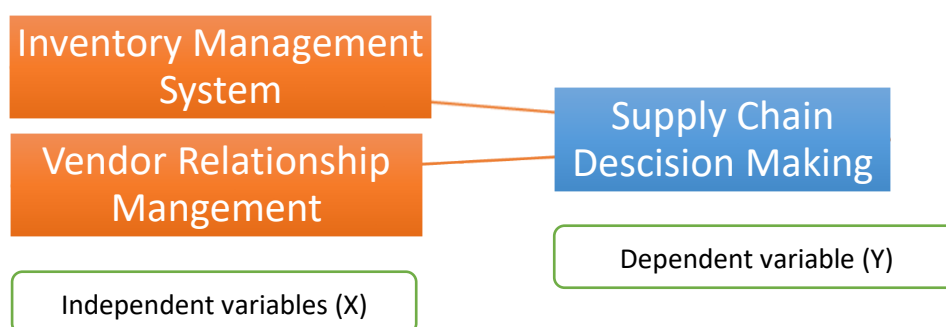 Inventory Management
System
Vendor Relationship
Mangement
Independent variables (X)
Supply Chain
Descision Making
Dependent variable (Y)